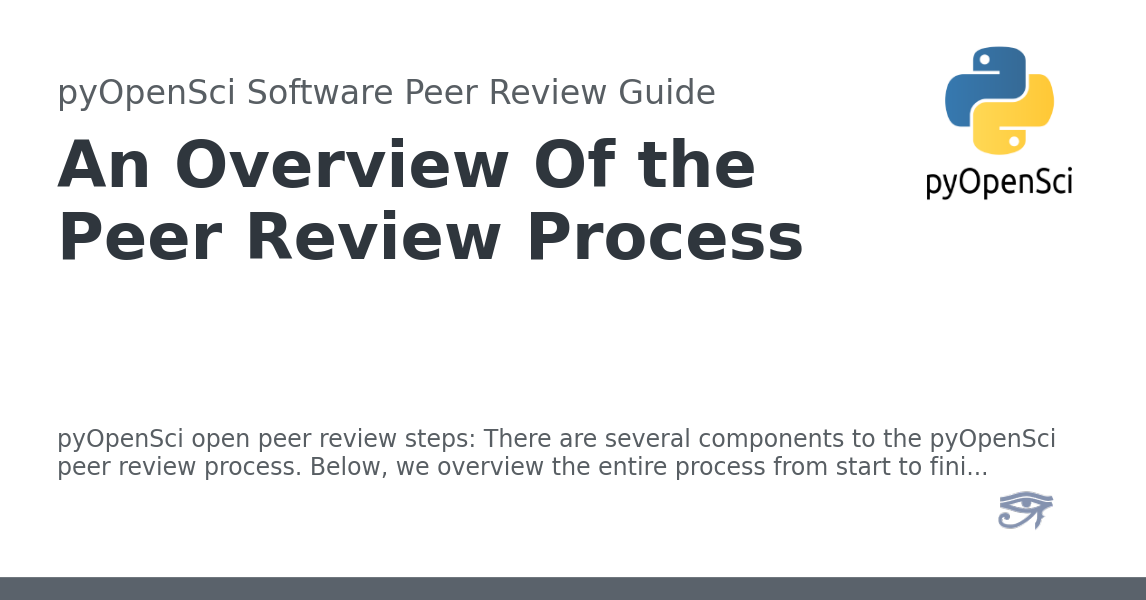 pyOpenSci Software Peer Review Guide
An Overview Of the
Peer Review Process
pyOpenSci
pyOpenSci open peer review steps: There are several components to the pyOpenSci
peer review process. Below, we overview the entire process from start to fini...